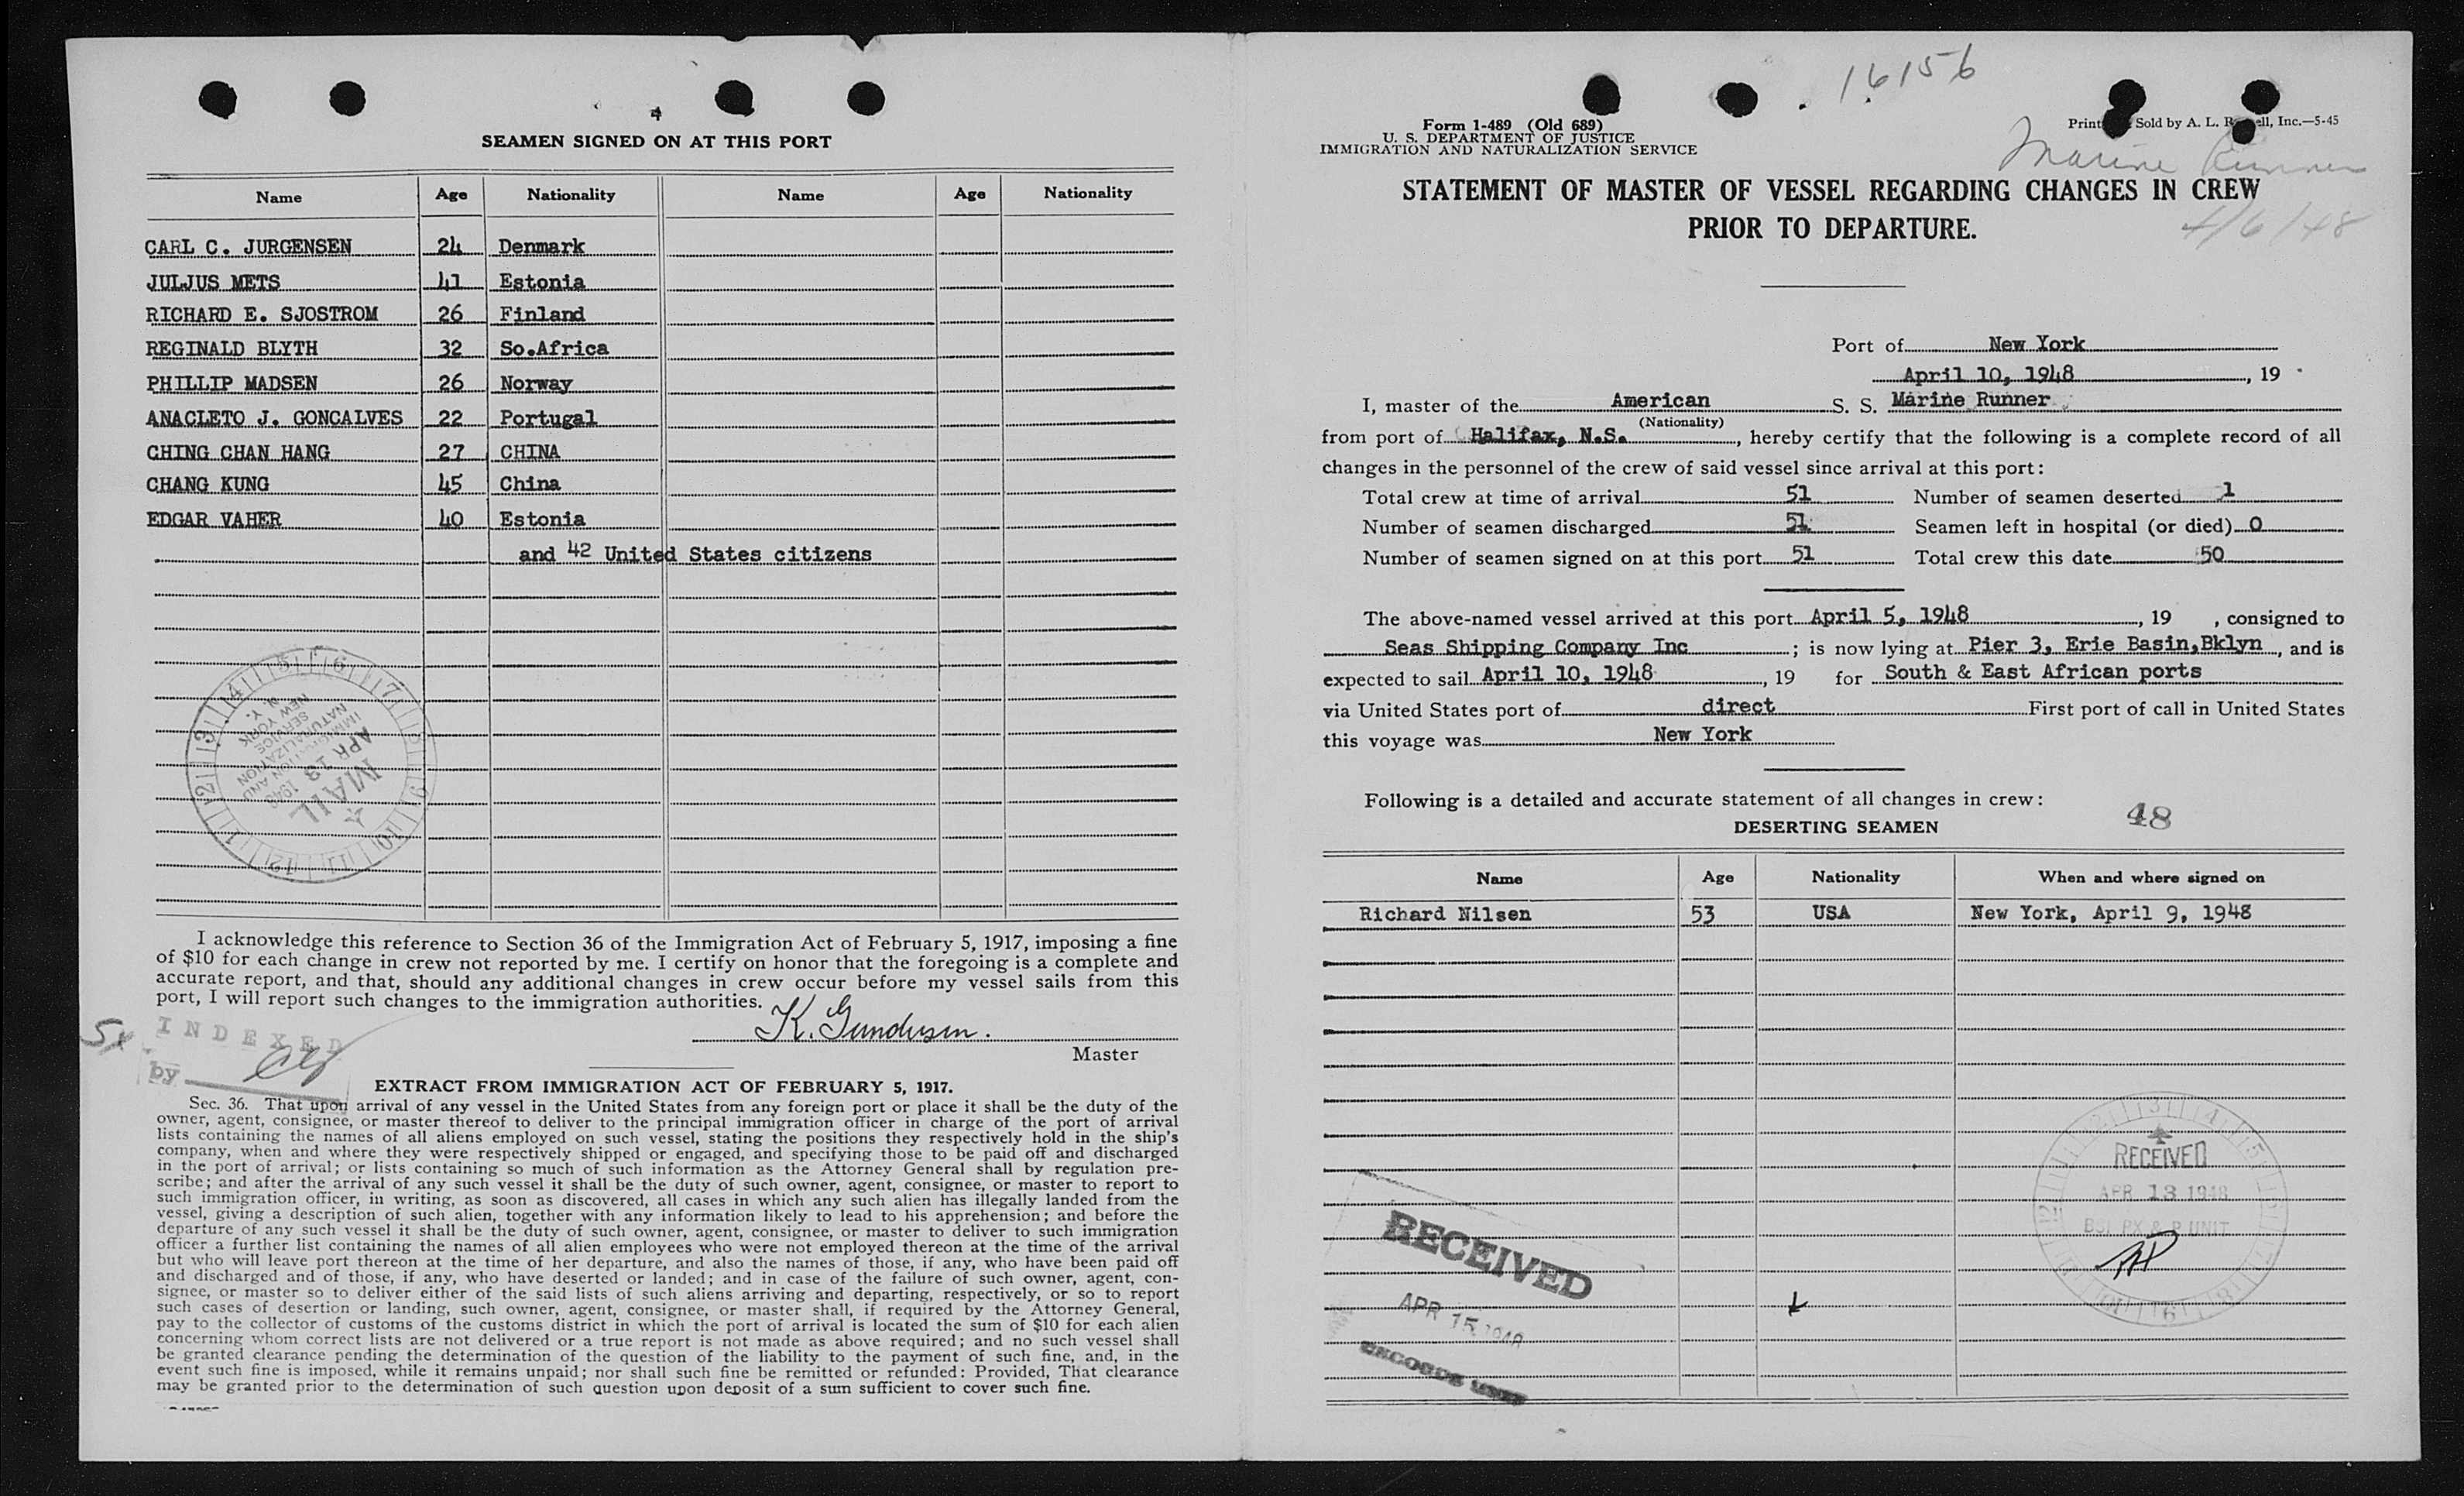 4
SEAMEN SIGNED ON AT THIS PORT
Name Age Nationality Name Age Nationality
CARL C. JURGENSEN 24 Denmark
JULJUS METS 41 Estonia
RICHARD E. SJOSTROM 26 Finland
REGINALD BLYTH 32 So.Africa
PHILLIP MADSEN 26 Norway
ANACLETO J. GONCALVES 22 Portugal
CHING CHAN HANG 27 CHINA
CHANG KUNG 45 China
EDGAR VAHER 40 Estonia
and 42 United States citizens
IMMIGRATION AND
NATURALIZATION
SERVICE
NEW YORK
N. Y.
APR 13 1948
MAIL
I acknowledge this reference to Section 36 of the Immigration Act of February 5, 1917, imposing a fine
of $10 for each change in crew not reported by me. I certify on honor that the foregoing is a complete and
accurate report, and that, should any additional changes in crew occur before my vessel sails from this
port, I will report such changes to the immigration authorities.
K. Gundersen.
Master
INDEXED
by
EXTRACT FROM IMMIGRATION ACT OF FEBRUARY 5, 1917.
Sec. 36. That upon arrival of any vessel in the United States from any foreign port or place it shall be the duty of the
owner, agent, consignee, or master thereof to deliver to the principal immigration officer in charge of the port of arrival
lists containing the names of all aliens employed on such vessel, stating the positions they respectively hold in the ship's
company, when and where they were respectively shipped or engaged, and specifying those to be paid off and discharged
in the port of arrival; or lists containing so much of such information as the Attorney General shall by regulation pre-
scribe; and after the arrival of any such vessel it shall be the duty of such owner, agent, consignee, or master to report to
such immigration officer, in writing, as soon as discovered, all cases in which any such alien has illegally landed from the
vessel, giving a description of such alien, together with any information likely to lead to his apprehension; and before the
departure of any such vessel it shall be the duty of such owner, agent, consignee, or master to deliver to such immigration
officer a further list containing the names of all alien employees who were not employed thereon at the time of the arrival
but who will leave port thereon at the time of her departure, and also the names of those, if any, who have been paid off
and discharged and of those, if any, who have deserted or landed; and in case of the failure of such owner, agent, con-
signee, or master so to deliver either of the said lists of such aliens arriving and departing, respectively, or so to report
such cases of desertion or landing, such owner, agent, consignee, or master shall, if required by the Attorney General,
pay to the collector of customs of the customs district in which the port of arrival is located the sum of $10 for each alien
concerning whom correct lists are not delivered or a true report is not made as above required; and no such vessel shall
be granted clearance pending the determination of the question of the liability to the payment of such fine, and, in the
event such fine is imposed, while it remains unpaid; nor shall such fine be remitted or refunded: Provided, That clearance
may be granted prior to the determination of such question upon deposit of a sum sufficient to cover such fine.
16156
Form 1-489 (Old 689)
U. S. DEPARTMENT OF JUSTICE
IMMIGRATION AND NATURALIZATION SERVICE
Sold by A. L. Inc.—5-45
Marine Runner
STATEMENT OF MASTER OF VESSEL REGARDING CHANGES IN CREW
PRIOR TO DEPARTURE.
4/6/48
Port of New York
April 10, 1948, 19
I, master of the American S. S. Marine Runner
(Nationality)
from port of Halifax, N.S., hereby certify that the following is a complete record of all
changes in the personnel of the crew of said vessel since arrival at this port:
Total crew at time of arrival 51 Number of seamen deserted 1
Number of seamen discharged 51 Seamen left in hospital (or died) 0
Number of seamen signed on at this port 51 Total crew this date 50
The above-named vessel arrived at this port April 5, 1948, 19 , consigned to
Seas Shipping Company Inc ; is now lying at Pier 3, Erie Basin,Bklyn, and is
expected to sail April 10, 1948, 19 for South & East African ports
via United States port of direct First port of call in United States
this voyage was New York
Following is a detailed and accurate statement of all changes in crew:
48
DESERTING SEAMEN
Name Age Nationality When and where signed on
Richard Nilsen 53 USA New York, April 9, 1948
RECEIVED
APR 13 1948
UNIT
RECEIVED
APR 15 1948
RECORDS UNIT